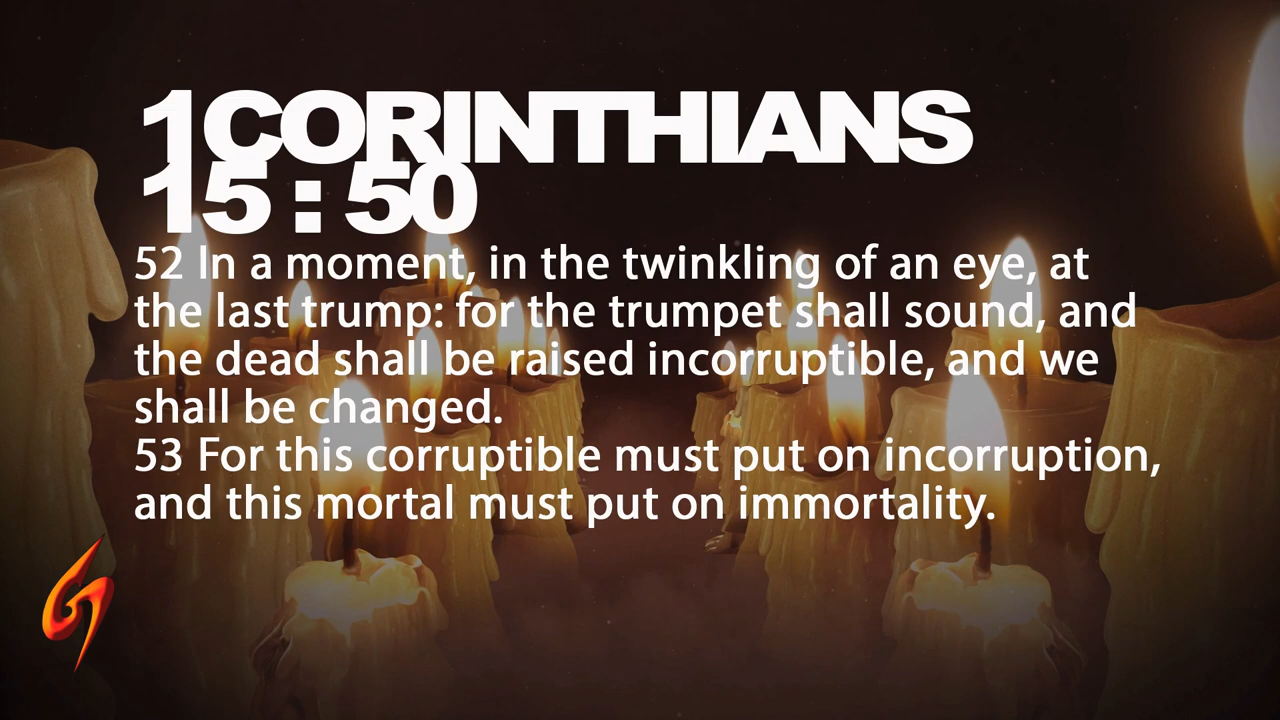 1CORINTHIANS
15 : 50
52 In a moment, in the twinkling of an eye, at
the last trump: for the trumpet shall sound, and
the dead shall be raised incorruptible, and we
shall be changed.
53 For this corruptible must put on incorruption,
and this mortal must put on immortality.